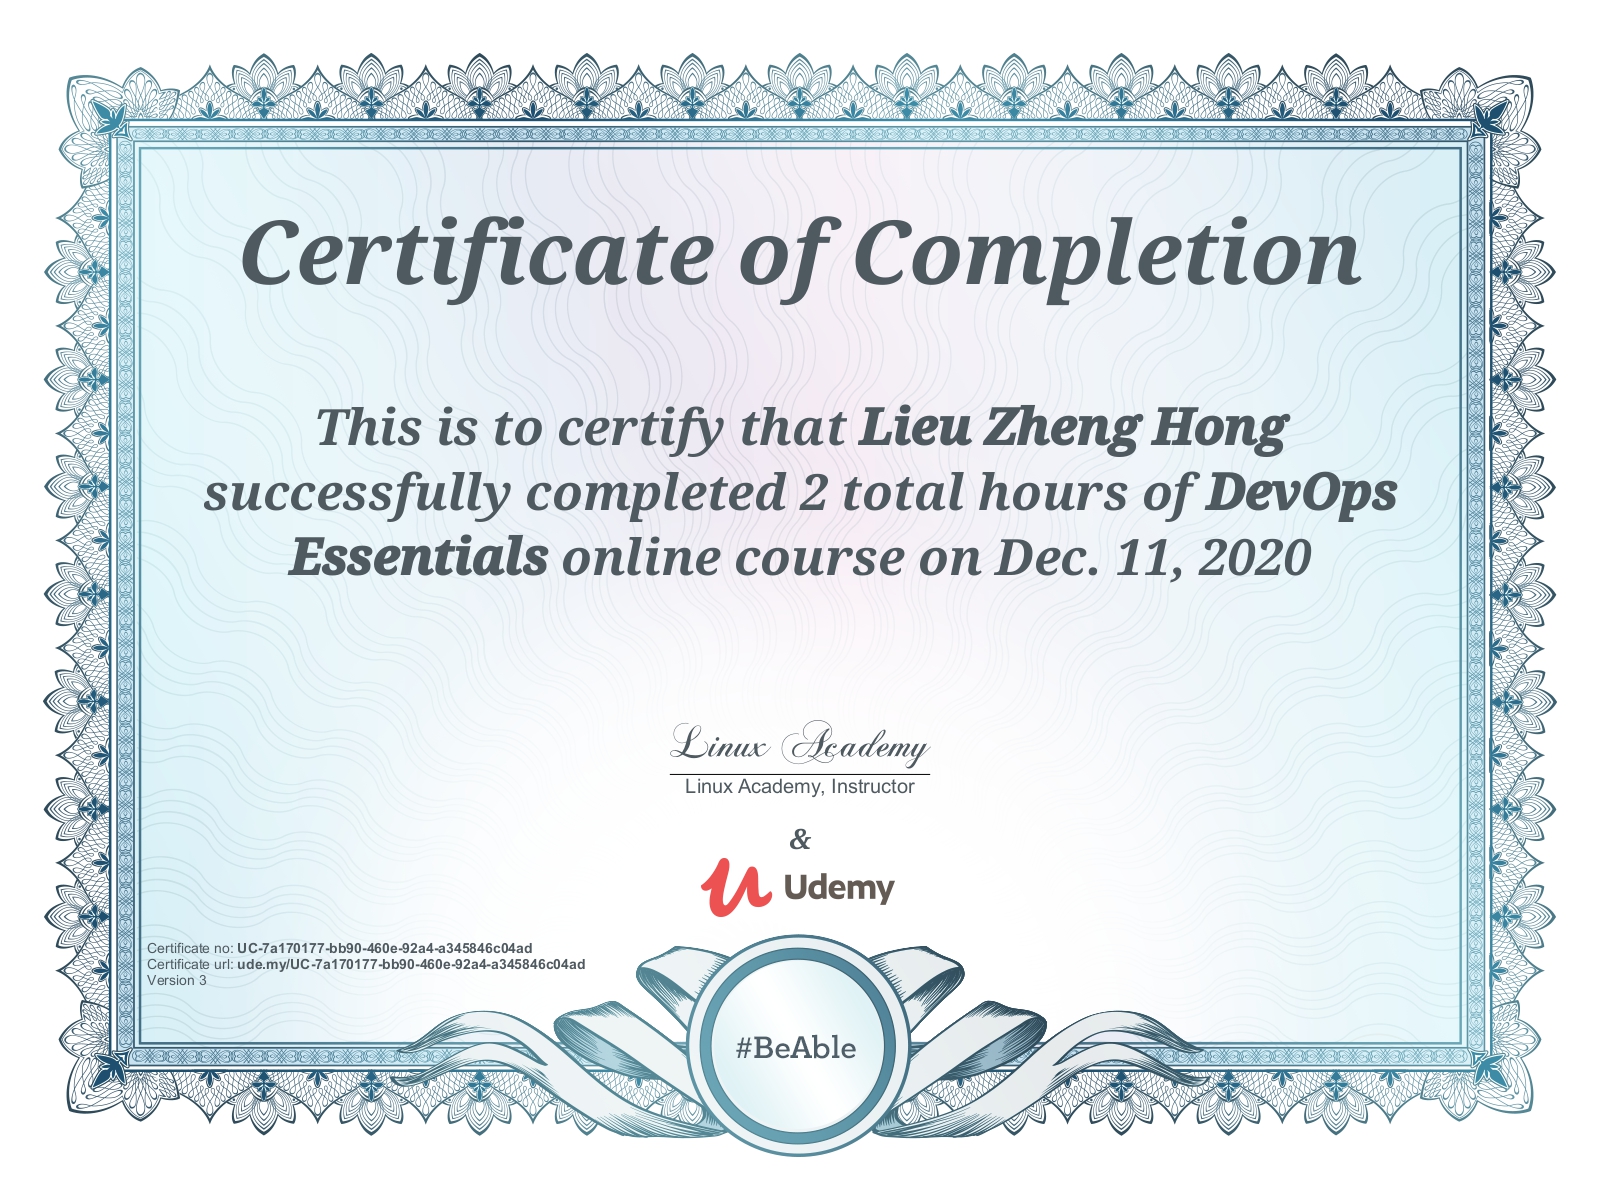 Certificate of Completion
This is to certify that Lieu Zheng Hong
successfully completed 2 total hours of DevOps
Essentials online course on Dec. 11, 2020
Linux Academy
Linux Academy, Instructor
&
Udemy
Certificate no: UC-7a170177-bb90-460e-92a4-a345846c04ad
Certificate url: ude.my/UC-7a170177-bb90-460e-92a4-a345846c04ad
Version 3
#BeAble